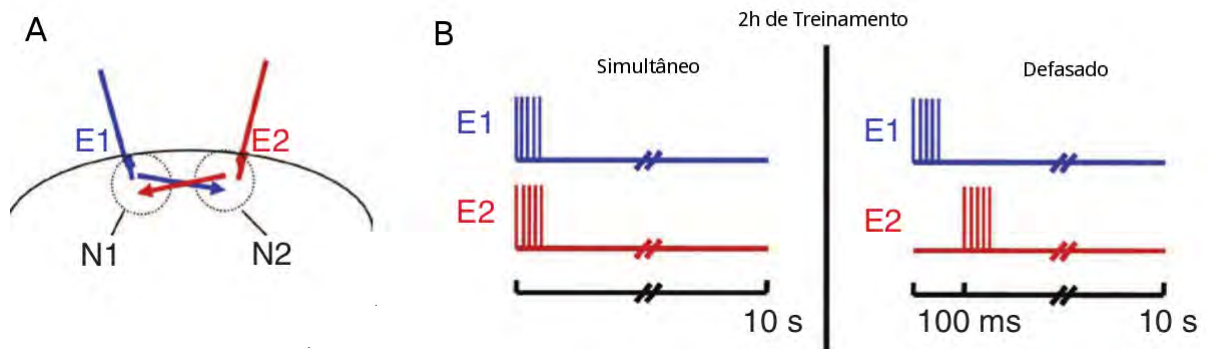 A
E1
E2
N1
N2
B
2h de Treinamento
Simultâneo
E1
E2
10 s
Defasado
E1
E2
100 ms
10 s